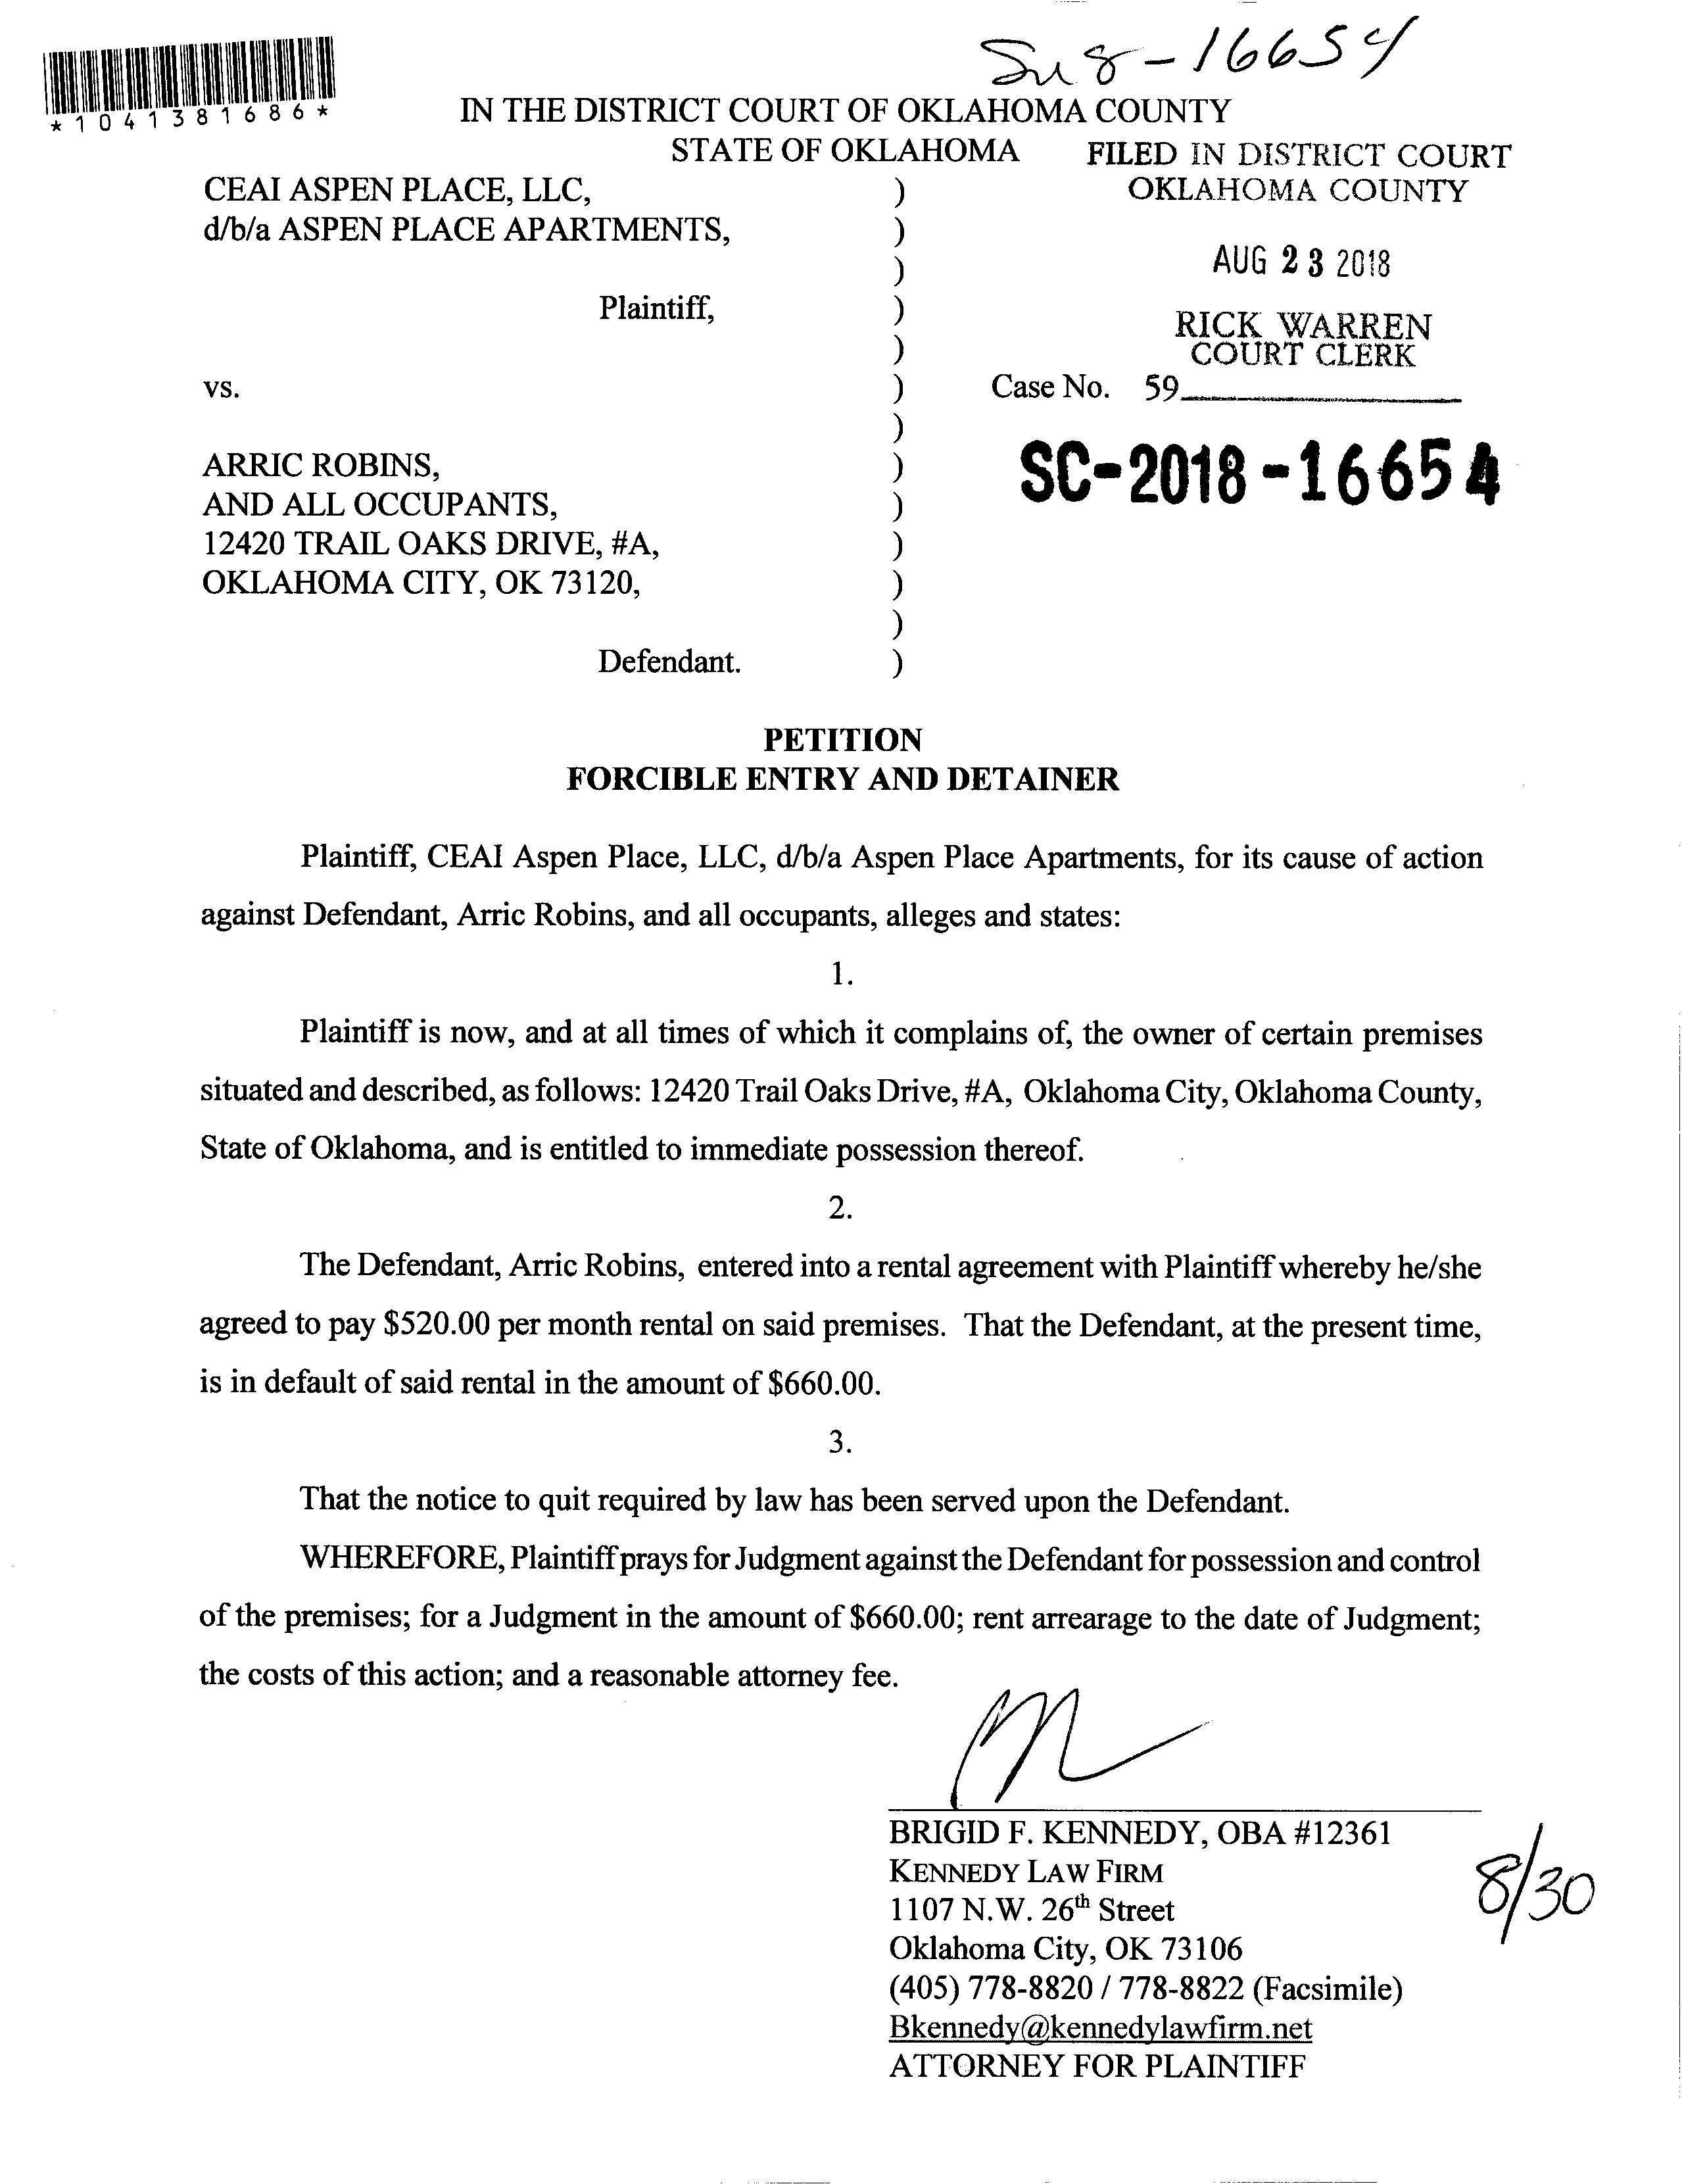 Su 8-16654
*1041381686*
IN THE DISTRICT COURT OF OKLAHOMA COUNTY
STATE OF OKLAHOMA
FILED IN DISTRICT COURT
OKLAHOMA COUNTY
AUG 23 2018
RICK WARREN
COURT CLERK
CEAI ASPEN PLACE, LLC, )
d/b/a ASPEN PLACE APARTMENTS, )
)
Plaintiff, )
)
vs. ) Case No. 59
)
SC-2018-16654
ARRIC ROBINS, )
AND ALL OCCUPANTS, )
12420 TRAIL OAKS DRIVE, #A, )
OKLAHOMA CITY, OK 73120, )
)
Defendant. )
PETITION
FORCIBLE ENTRY AND DETAINER
Plaintiff, CEAI Aspen Place, LLC, d/b/a Aspen Place Apartments, for its cause of action
against Defendant, Arric Robins, and all occupants, alleges and states:
1.
Plaintiff is now, and at all times of which it complains of, the owner of certain premises
situated and described, as follows: 12420 Trail Oaks Drive, #A, Oklahoma City, Oklahoma County,
State of Oklahoma, and is entitled to immediate possession thereof.
2.
The Defendant, Arric Robins, entered into a rental agreement with Plaintiff whereby he/she
agreed to pay $520.00 per month rental on said premises. That the Defendant, at the present time,
is in default of said rental in the amount of $660.00.
3.
That the notice to quit required by law has been served upon the Defendant.
WHEREFORE, Plaintiff prays for Judgment against the Defendant for possession and control
of the premises; for a Judgment in the amount of $660.00; rent arrearage to the date of Judgment;
the costs of this action; and a reasonable attorney fee.
BRIGID F. KENNEDY, OBA #12361
KENNEDY LAW FIRM
1107 N.W. 26th Street
8/30
Oklahoma City, OK 73106
(405) 778-8820 / 778-8822 (Facsimile)
Bkennedy@kennedylawfirm.net
ATTORNEY FOR PLAINTIFF